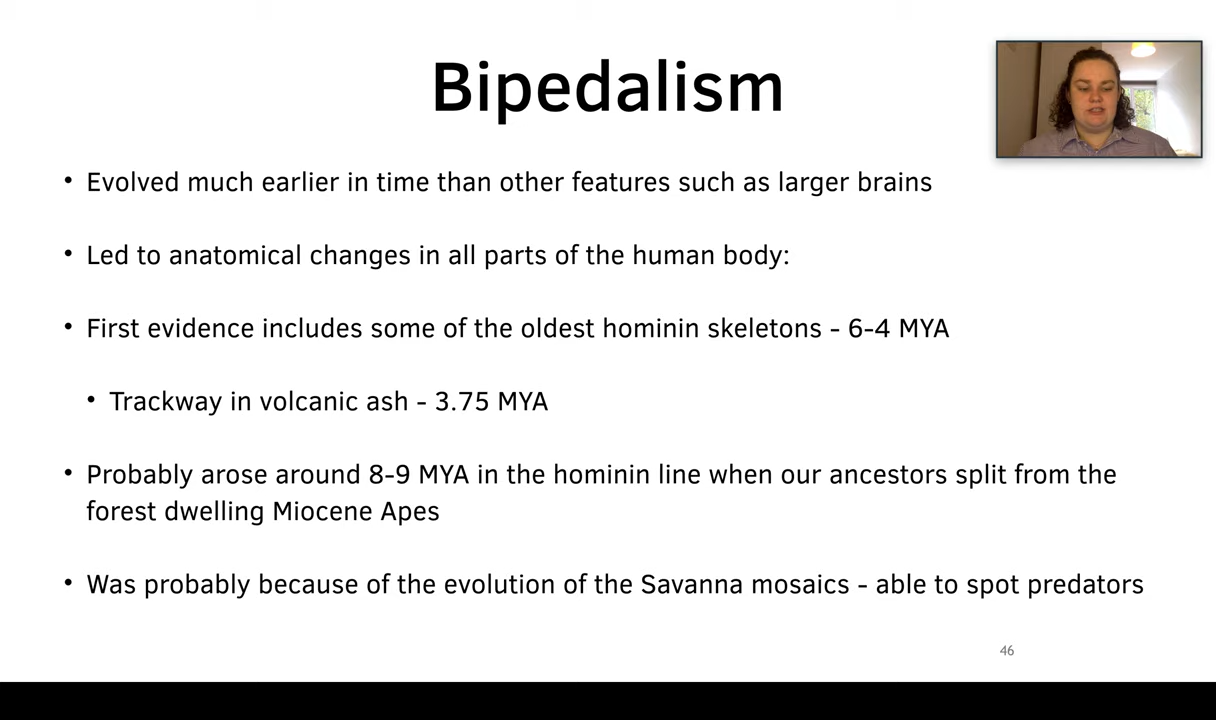 Bipedalism
• Evolved much earlier in time than other features such as larger brains
• Led to anatomical changes in all parts of the human body:
• First evidence includes some of the oldest hominin skeletons - 6-4 MYA
• Trackway in volcanic ash - 3.75 MYA
• Probably arose around 8-9 MYA in the hominin line when our ancestors split from the
forest dwelling Miocene Apes
• Was probably because of the evolution of the Savanna mosaics - able to spot predators
46